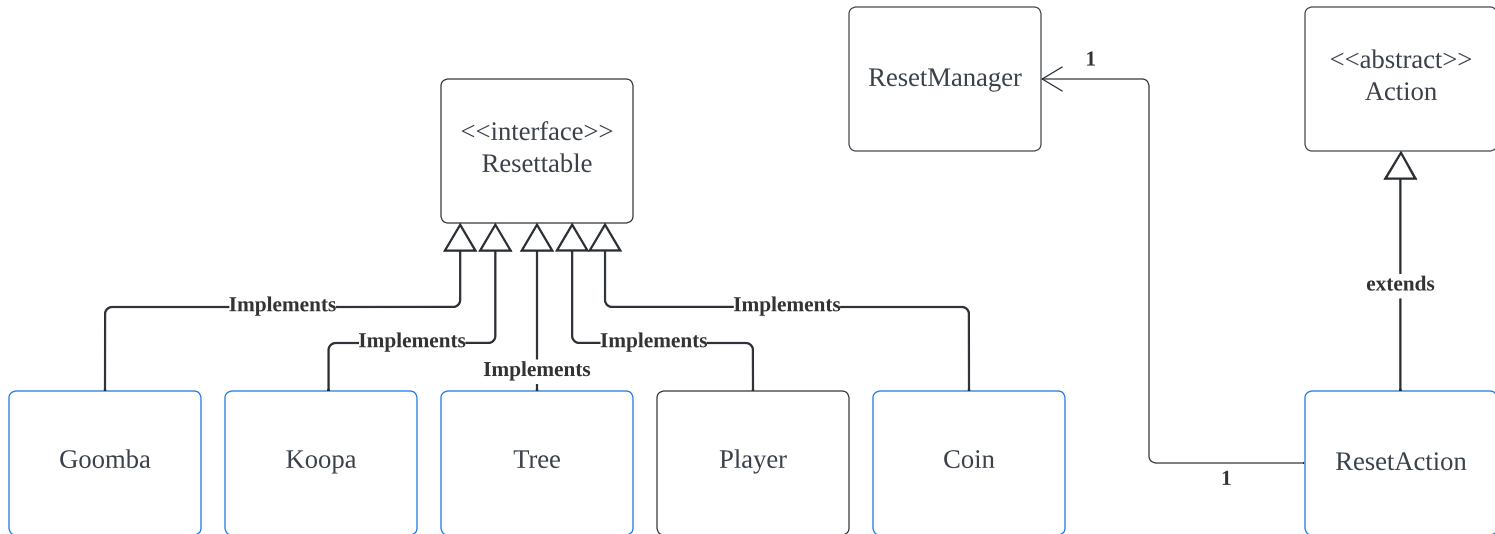 ResetManager
1
<<abstract>>
Action
<<interface>>
Resettable
extends
Implements
Implements
Implements
Implements
Implements
Goomba
Koopa
Tree
Player
Coin
ResetAction
1